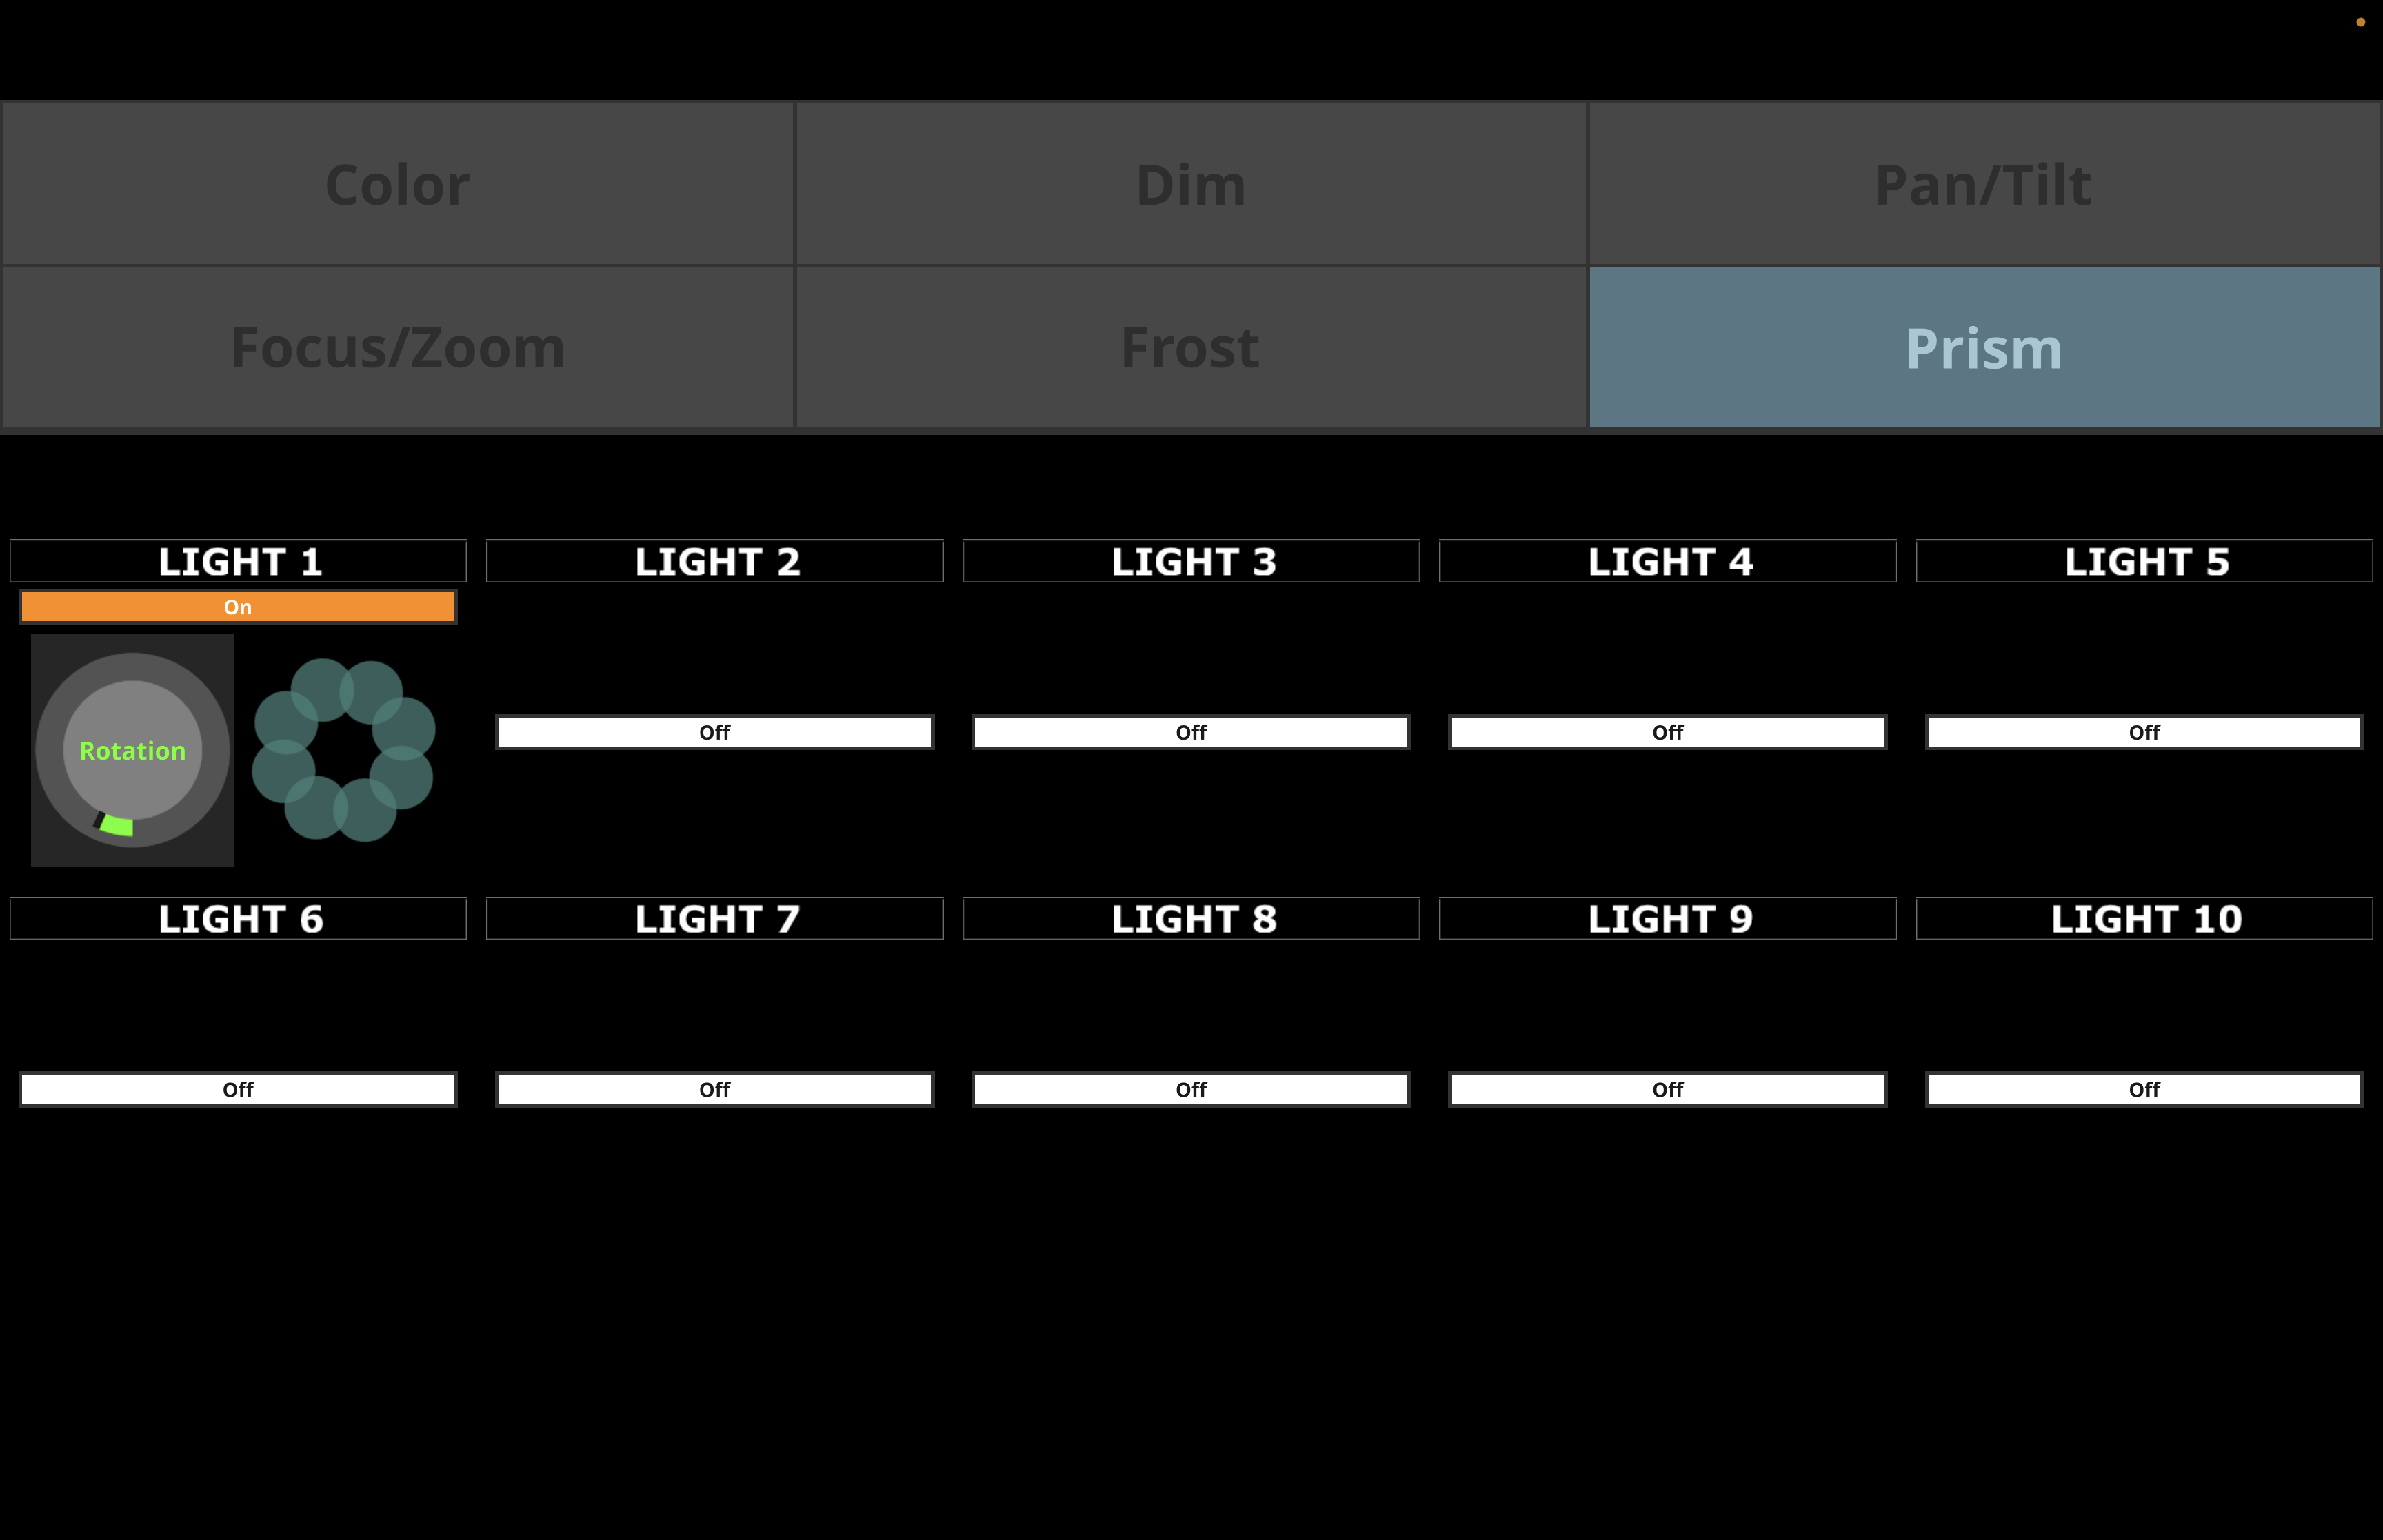 Color Dim Pan/Tilt
Focus/Zoom Frost Prism
LIGHT 1 LIGHT 2 LIGHT 3 LIGHT 4 LIGHT 5
On
Rotation
Off Off Off Off
LIGHT 6 LIGHT 7 LIGHT 8 LIGHT 9 LIGHT 10
Off Off Off Off Off